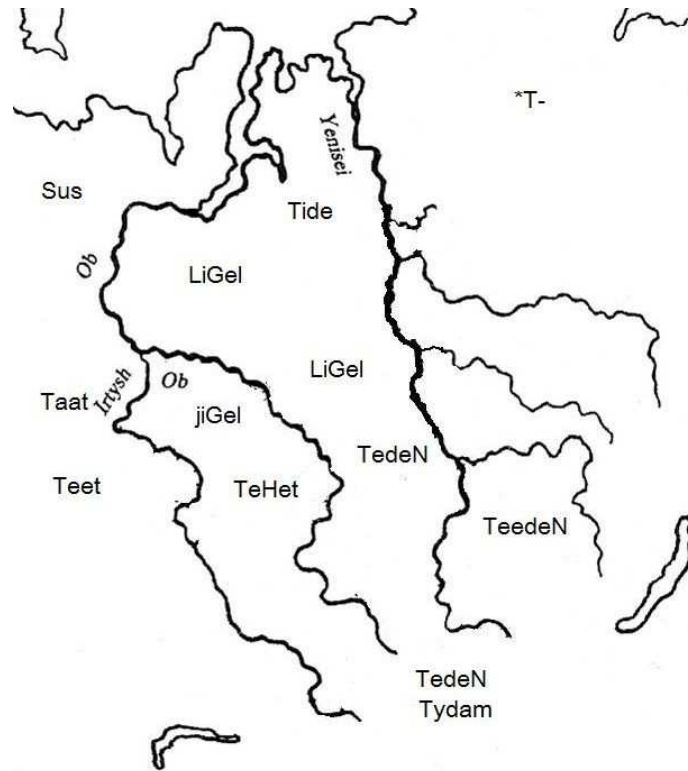 *T-
Yenisei
Sus
Tide
Ob
LiGel
LiGel
Irtysh
Ob
Taat
jiGel
TedeN
Teet
TeHet
TeedeN
TedeN
Tydam